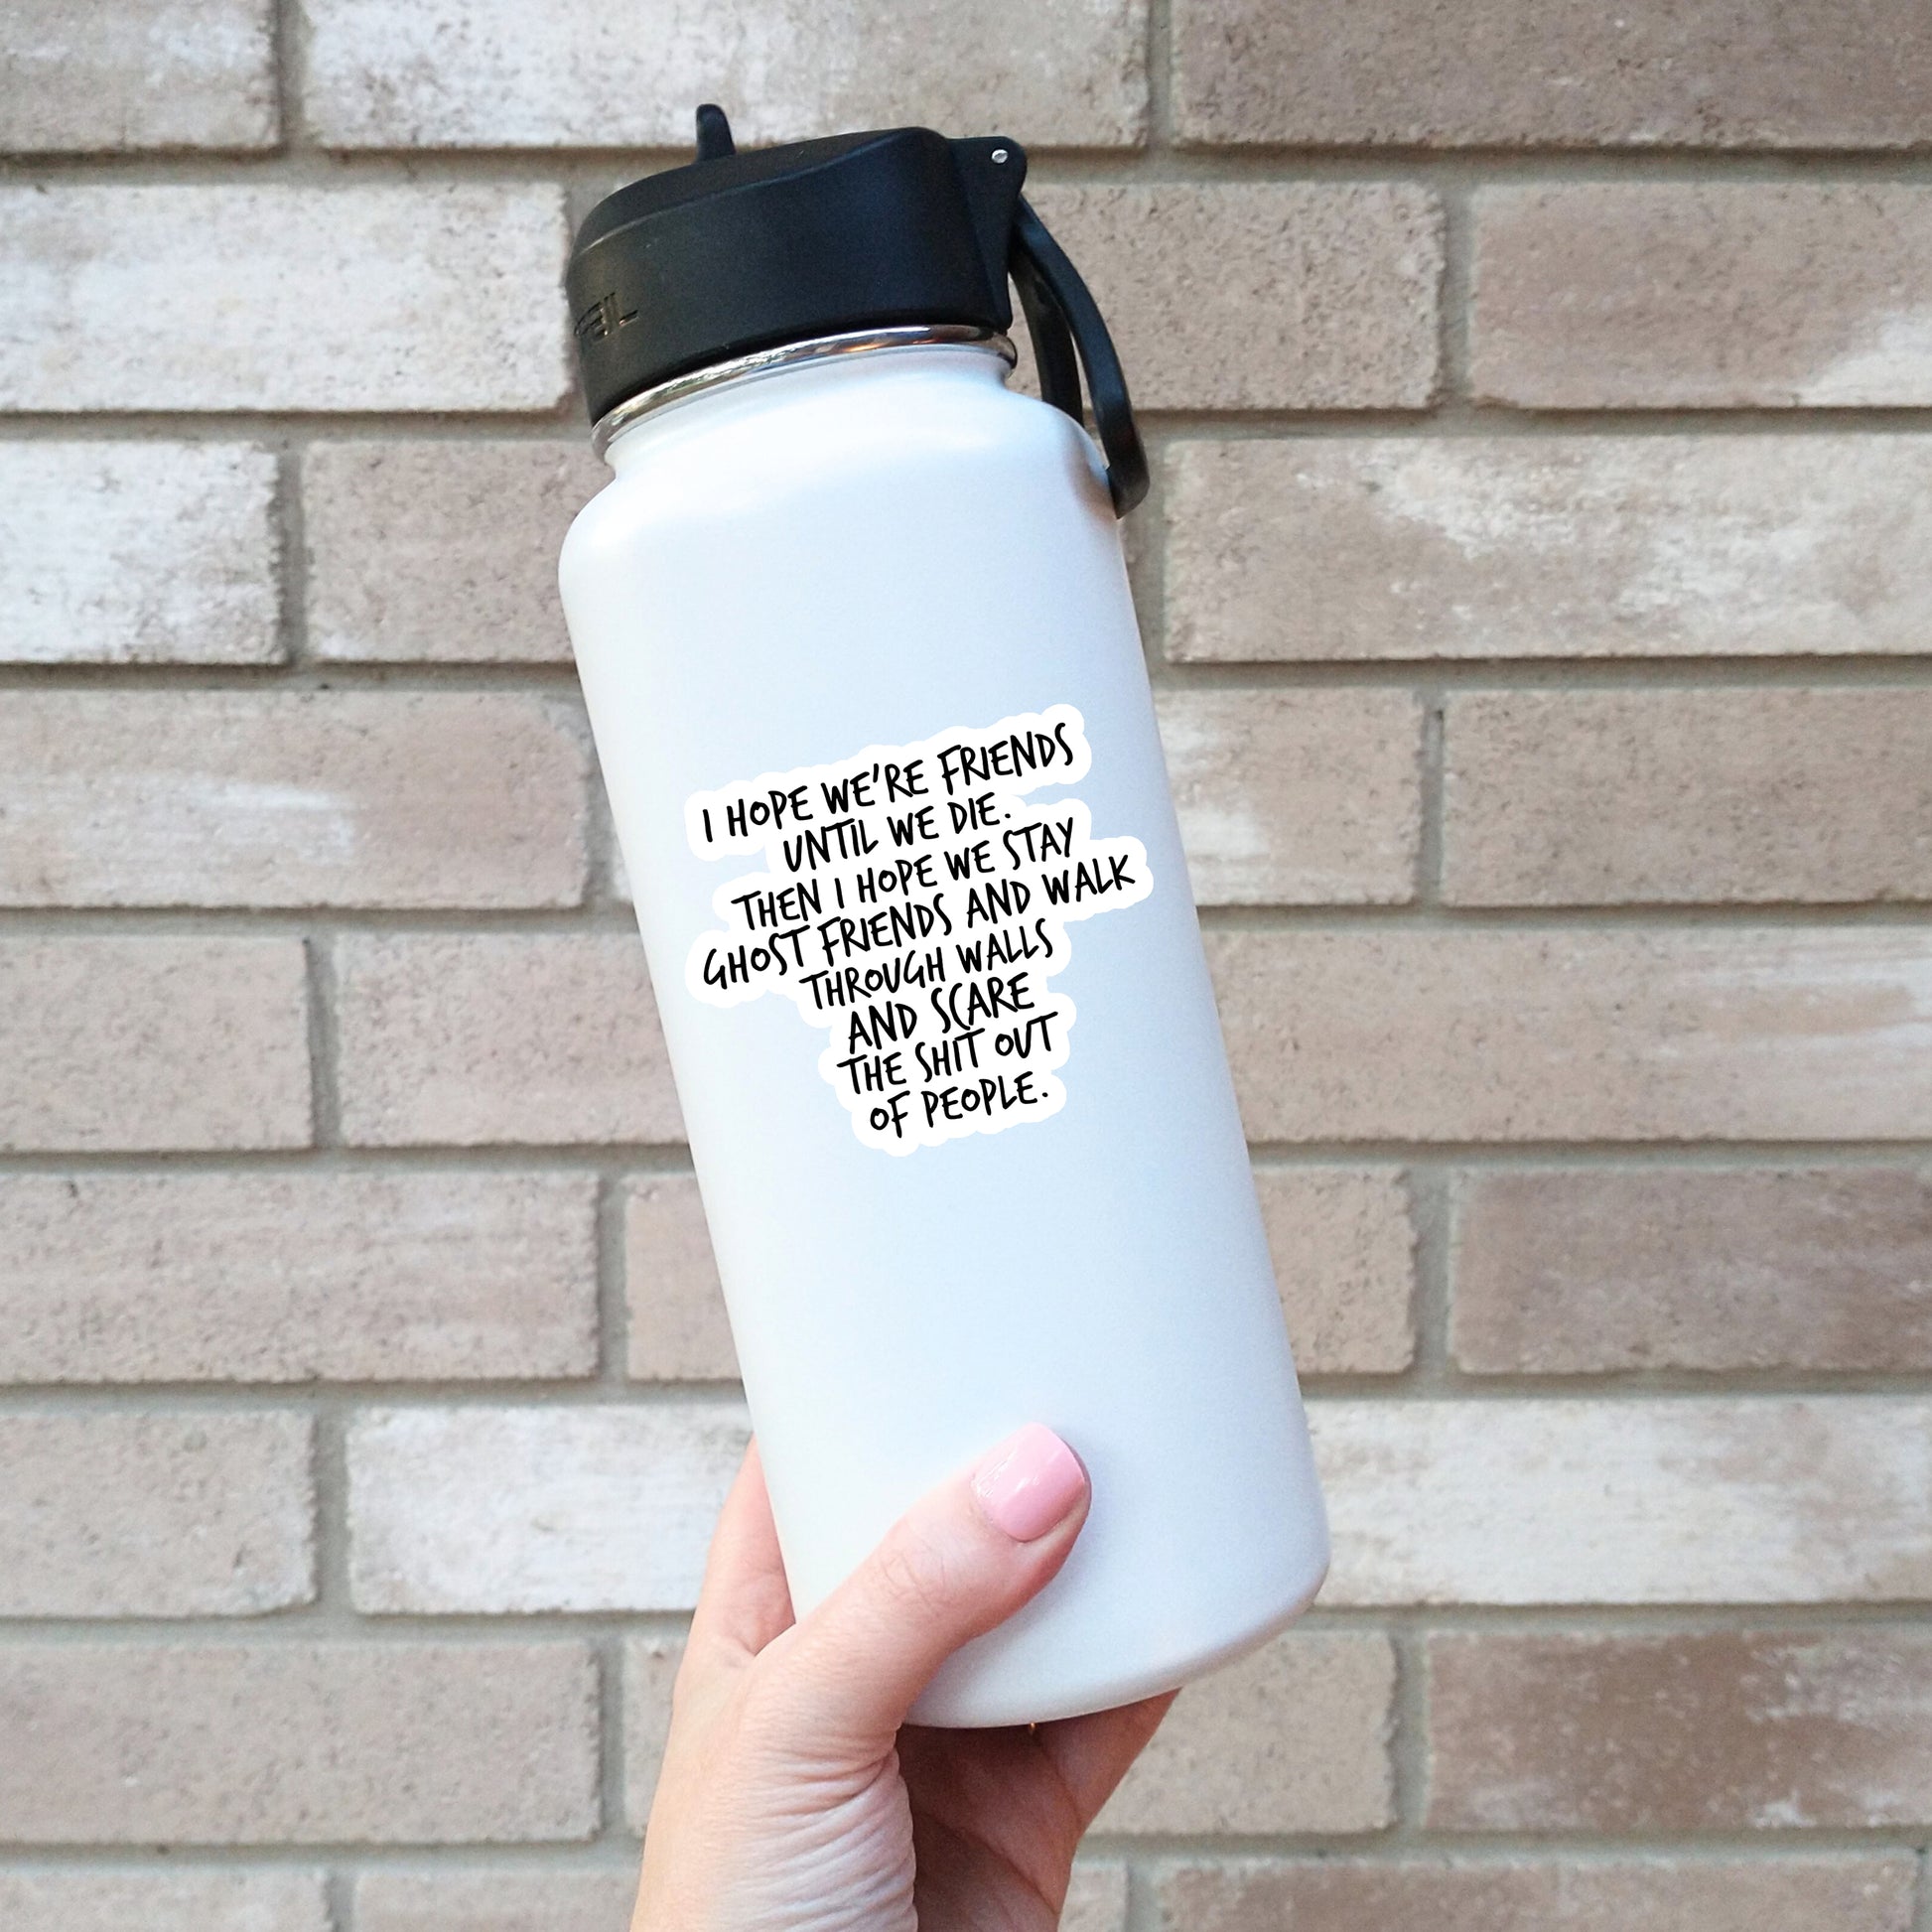 I HOPE WE'RE FRIENDS
UNTIL WE DIE.
THEN I HOPE WE STAY
GHOST FRIENDS AND WALK
THROUGH WALLS
AND SCARE
THE SHIT OUT
OF PEOPLE.